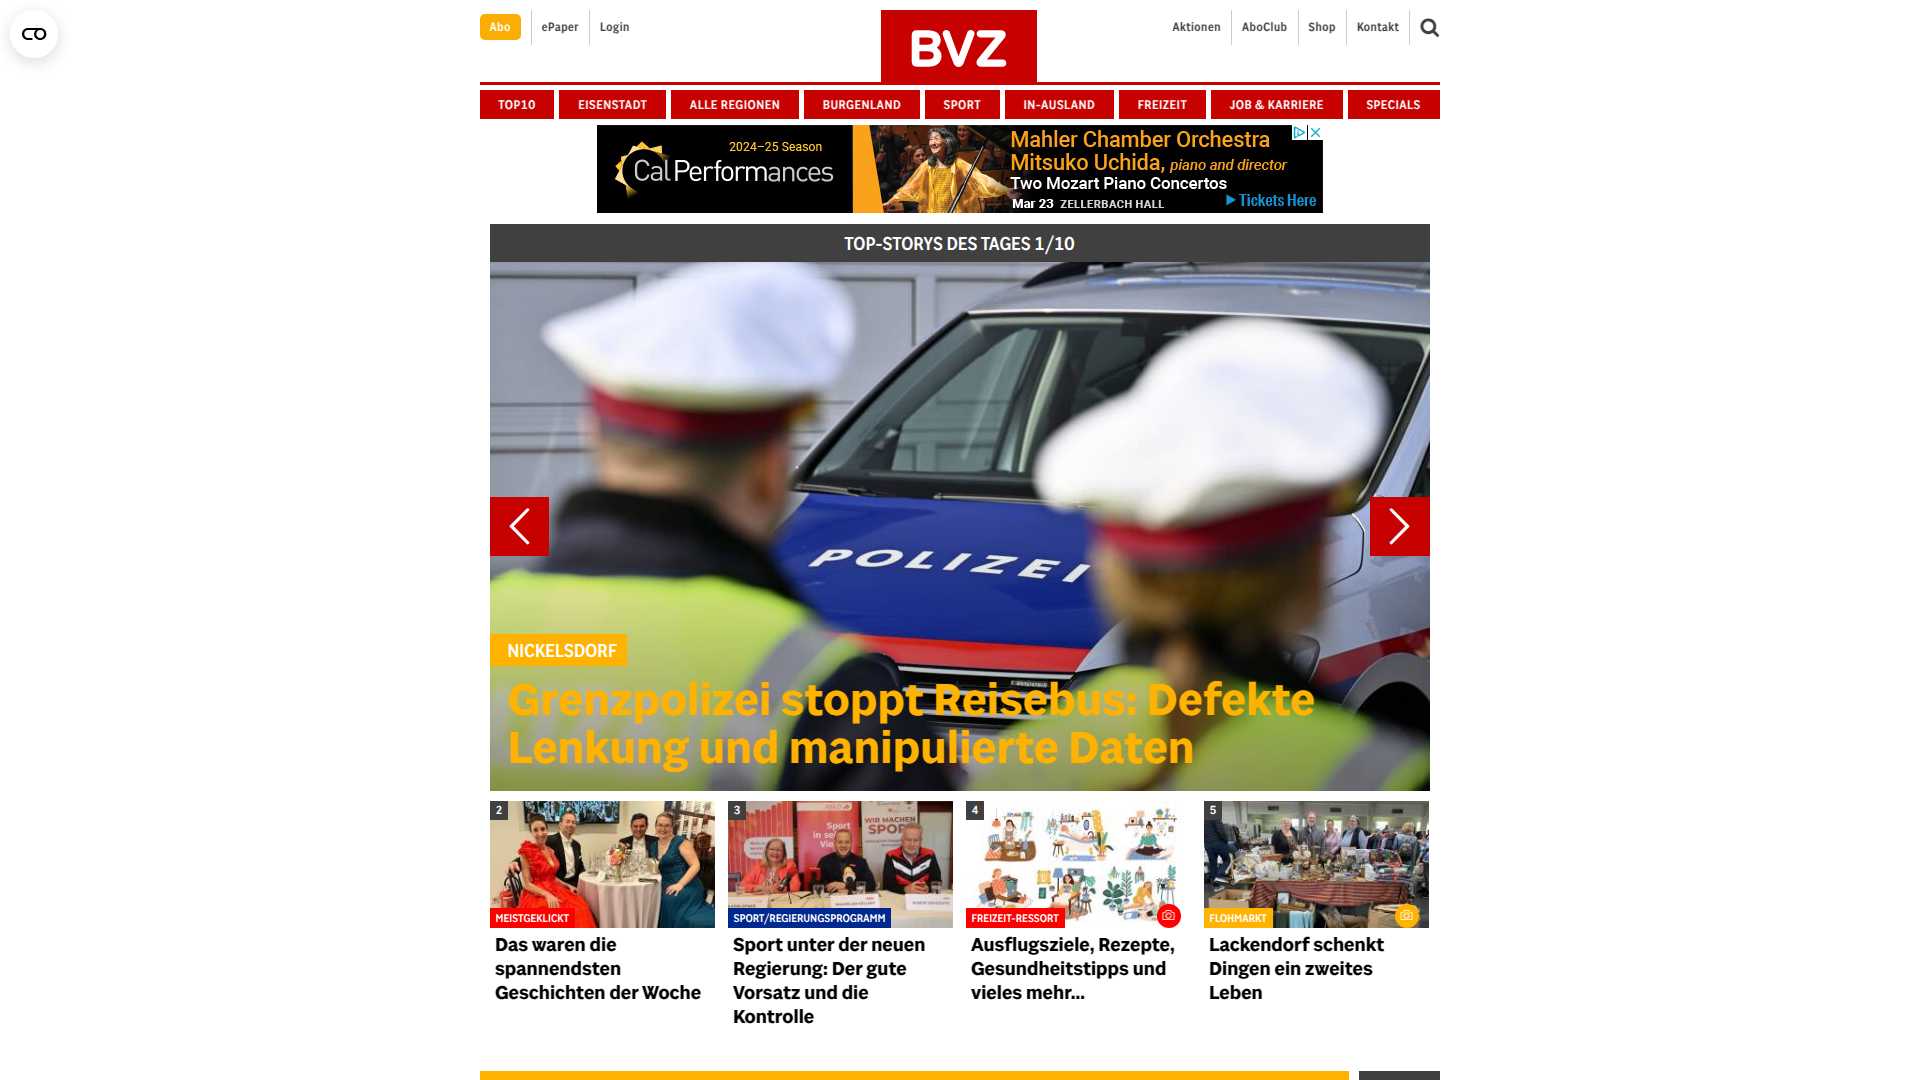 Abo
ePaper
Login
BVZ
Aktionen
AboClub
Shop
Kontakt
TOP10
EISENSTADT
ALLE REGIONEN
BURGENLAND
SPORT
IN-AUSLAND
FREIZEIT
JOB & KARRIERE
SPECIALS
2024–25 Season
Cal Performances
Mahler Chamber Orchestra
Mitsuko Uchida, piano and director
Two Mozart Piano Concertos
Mar 23 ZELLERBACH HALL
Tickets Here
TOP-STORYS DES TAGES 1/10
POLIZEI
NICKELSDORF
Grenzpolizei stoppt Reisebus: Defekte
Lenkung und manipulierte Daten
2
MEISTGEKLICKT
Das waren die
spannendsten
Geschichten der Woche
3
Sport
WIR MACHEN
SPORT/REGIERUNGSPROGRAMM
Sport unter der neuen
Regierung: Der gute
Vorsatz und die
Kontrolle
4
FREIZEIT-RESSORT
Ausflugsziele, Rezepte,
Gesundheitstipps und
vieles mehr...
5
FLOHMARKT
Lackendorf schenkt
Dingen ein zweites
Leben